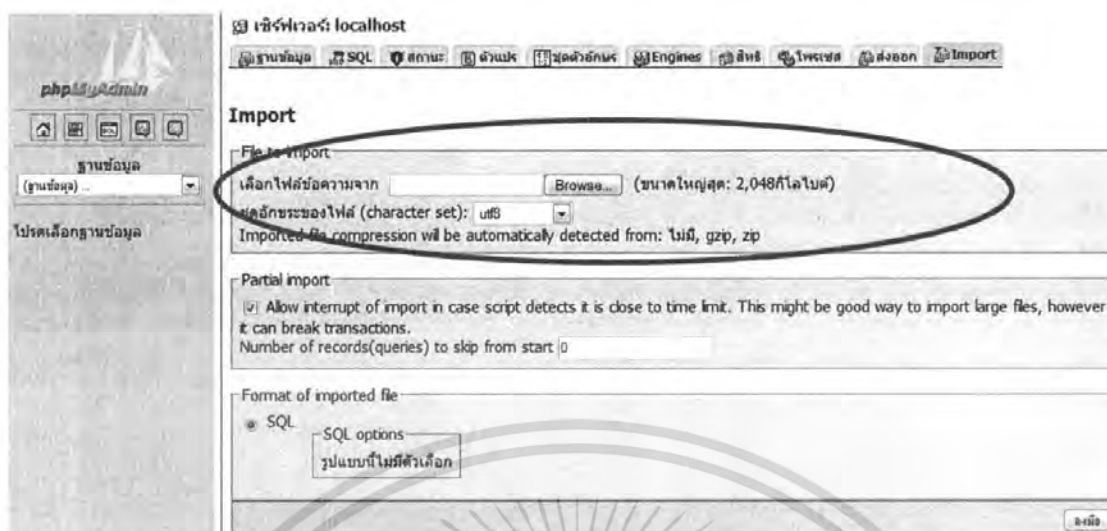 phpMyAdmin
ฐานข้อมูล
(ฐานข้อมูล) ...
โปรดเลือกฐานข้อมูล
เซิร์ฟเวอร์: localhost
ฐานข้อมูล SQL สถานะ ตัวแปร ชุดตัวอักษร Engines สิทธิ โพรเซส ส่งออก Import
Import
File to import
เลือกไฟล์ข้อความจาก Browse... (ขนาดใหญ่สุด: 2,048กิโลไบต์)
ชุดอักขระของไฟล์ (character set): utf8
Imported file compression will be automatically detected from: ไม่มี, gzip, zip
Partial import
Allow interrupt of import in case script detects it is close to time limit. This might be good way to import large files, however
it can break transactions.
Number of records(queries) to skip from start 0
Format of imported file
SQL
SQL options
รูปแบบนี้ไม่มีตัวเลือก
ลงมือ